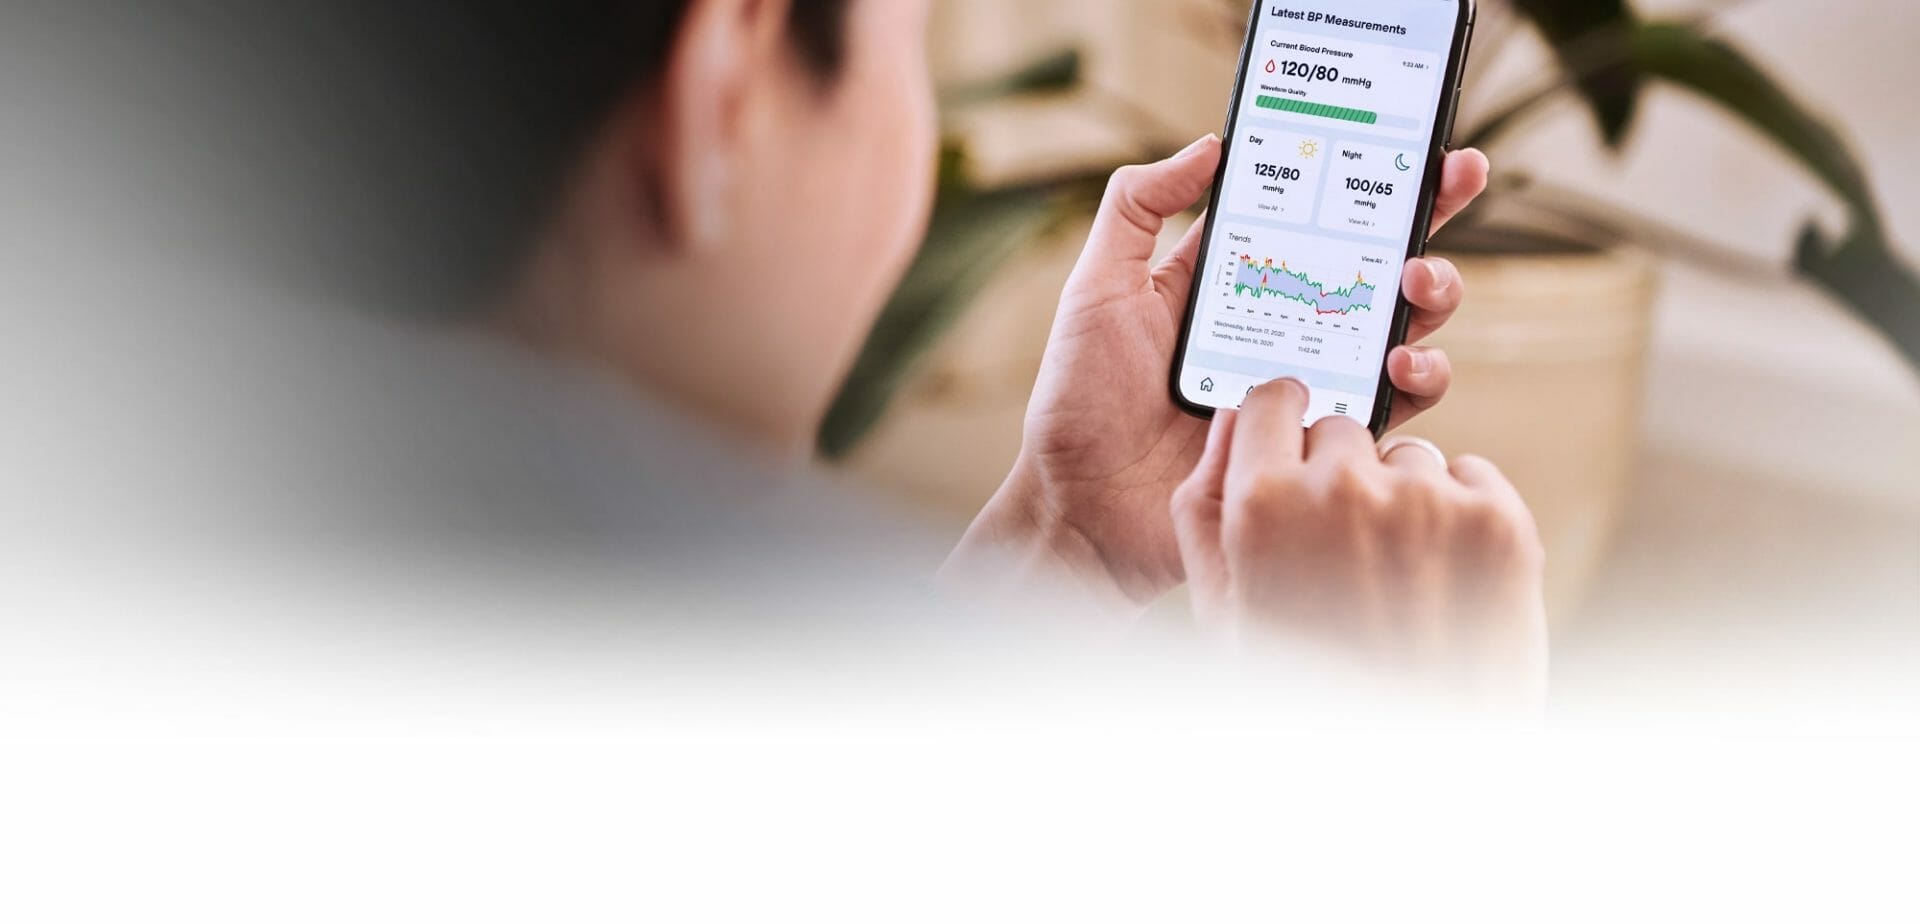 Latest BP Measurements
Current Blood Pressure
9:33 AM >
120/80 mmHg
Waveform Quality
Day
125/80
mmHg
View All >
Night
100/65
mmHg
View All >
Trends
View All >
Wednesday, March 17, 2020 2:04 PM >
Tuesday, March 16, 2020 11:42 AM >